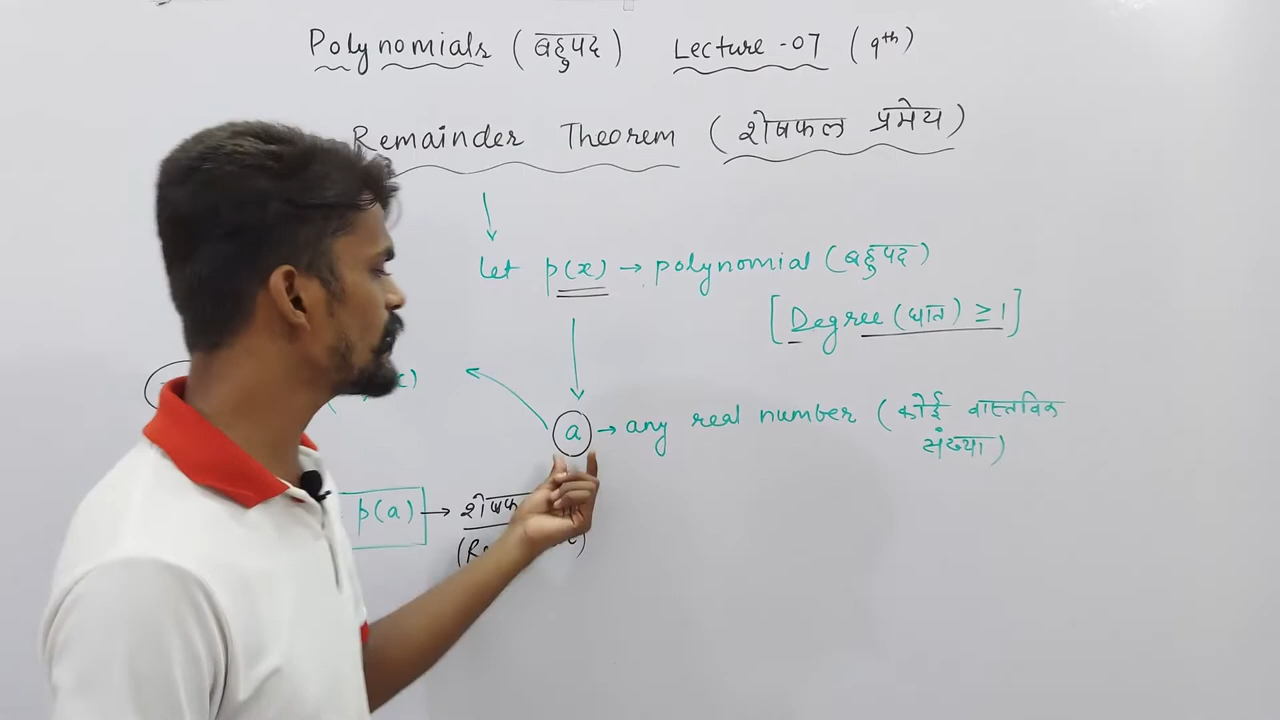 Polynomials (बहुपद) Lecture -07 (9th)
Remainder Theorem (शेषफल प्रमेय)
Let p(x) → polynomial (बहुपद)
[Degree (घात) ≥ 1]
a → any real number (कोई वास्तविक
संख्या)
p(a) →